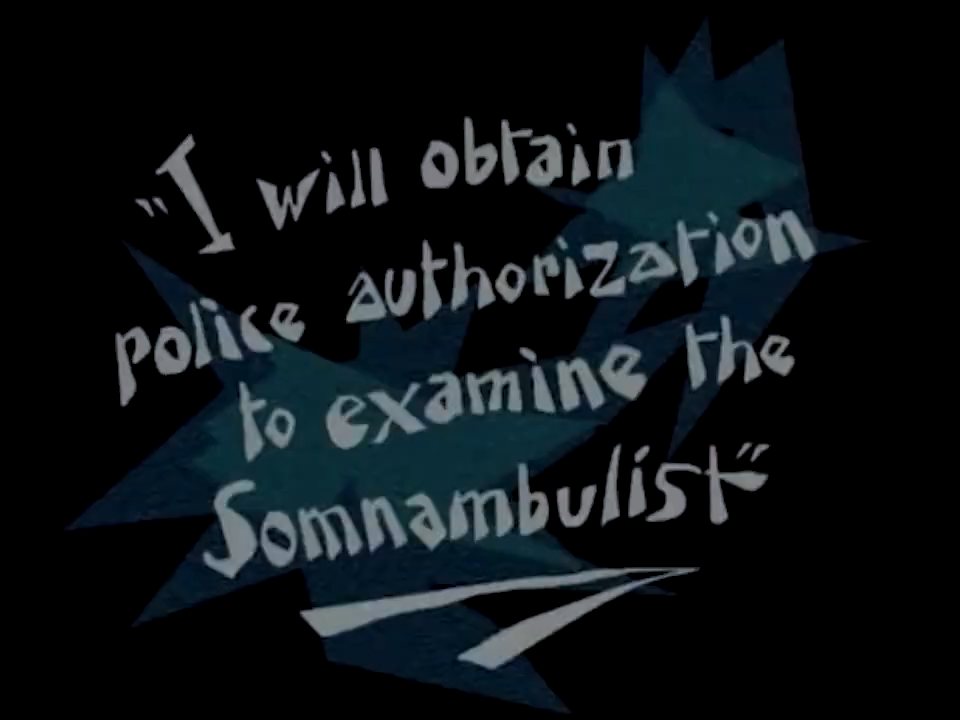 "I will obtain
police authorization
to examine the
Somnambulist"